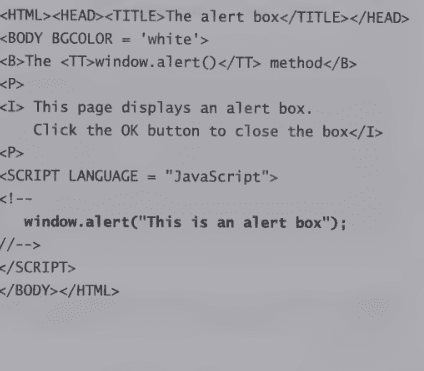 <HTML><HEAD><TITLE>The alert box</TITLE></HEAD>
<BODY BGCOLOR = 'white'>
<B>The <TT>window.alert()</TT> method</B>
<P>
<I> This page displays an alert box.
Click the OK button to close the box</I>
<P>
<SCRIPT LANGUAGE = "JavaScript">
<!--
window.alert("This is an alert box");
//-->
</SCRIPT>
</BODY></HTML>